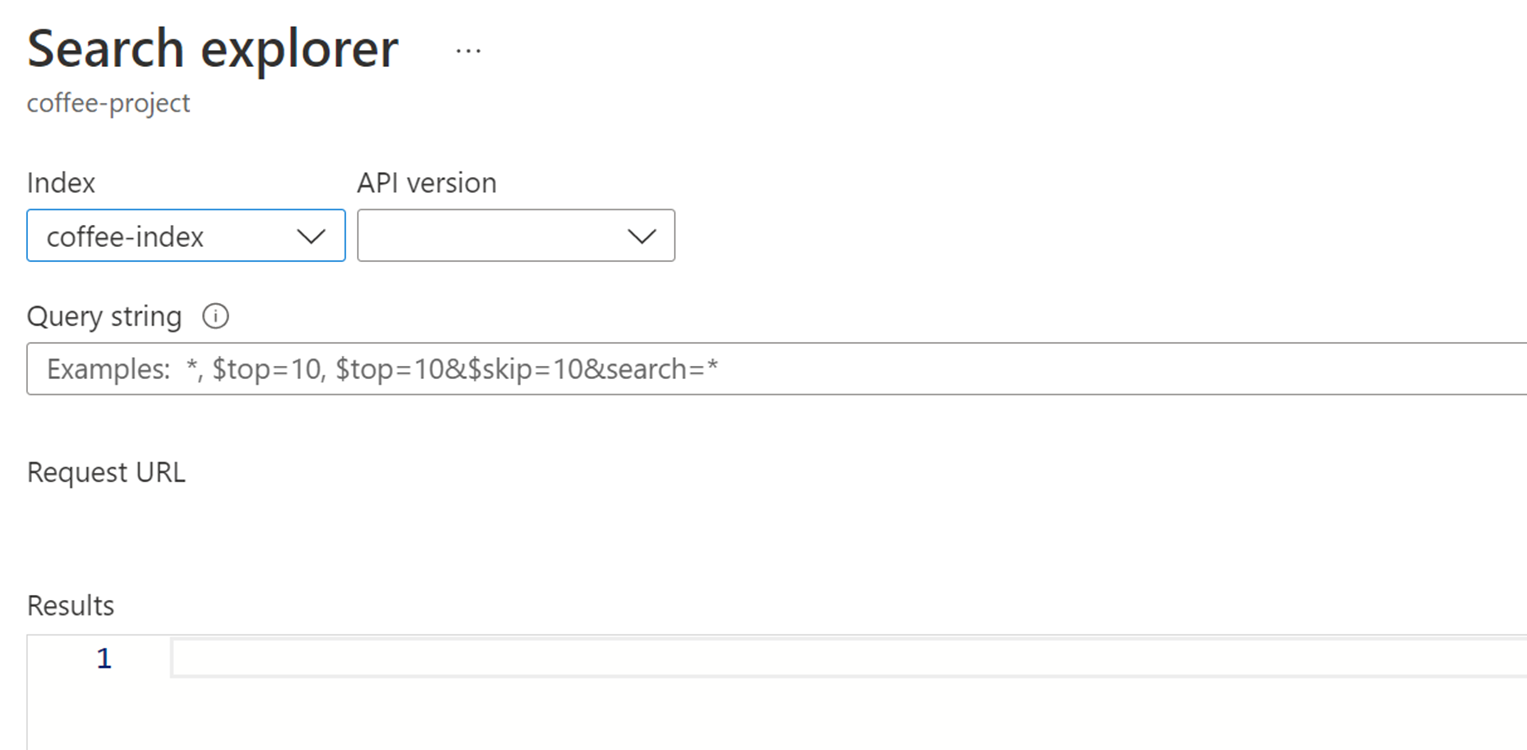 Search explorer ...
coffee-project
Index API version
coffee-index
Query string
Examples: *, $top=10, $top=10&$skip=10&search=*
Request URL
Results
1